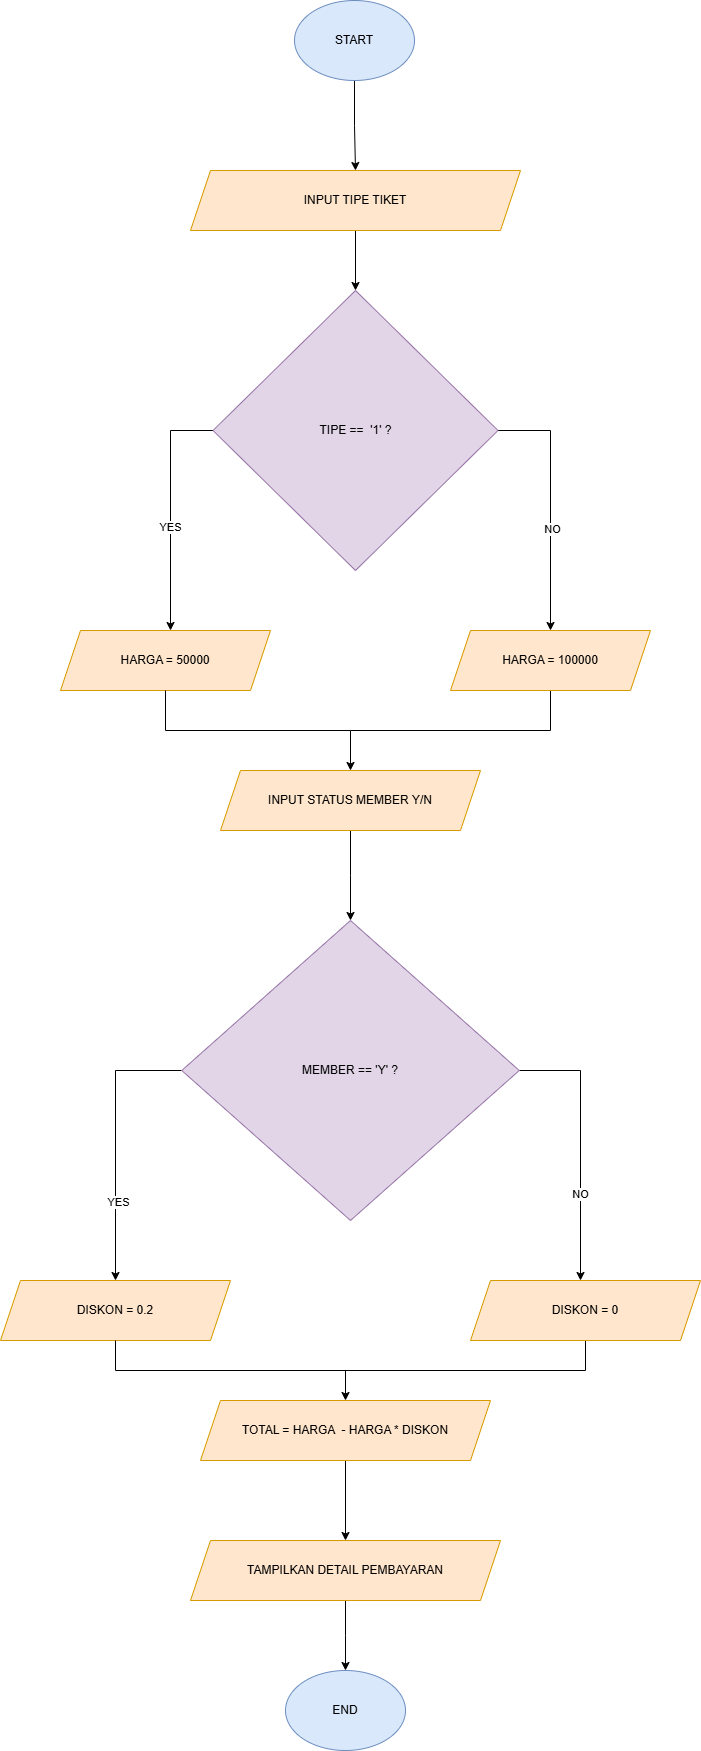 START
INPUT TIPE TIKET
TIPE ==  '1' ?
YES
NO
HARGA = 50000
HARGA = 100000
INPUT STATUS MEMBER Y/N
MEMBER == 'Y' ?
YES
NO
DISKON = 0.2
DISKON = 0
TOTAL = HARGA  - HARGA * DISKON
TAMPILKAN DETAIL PEMBAYARAN
END